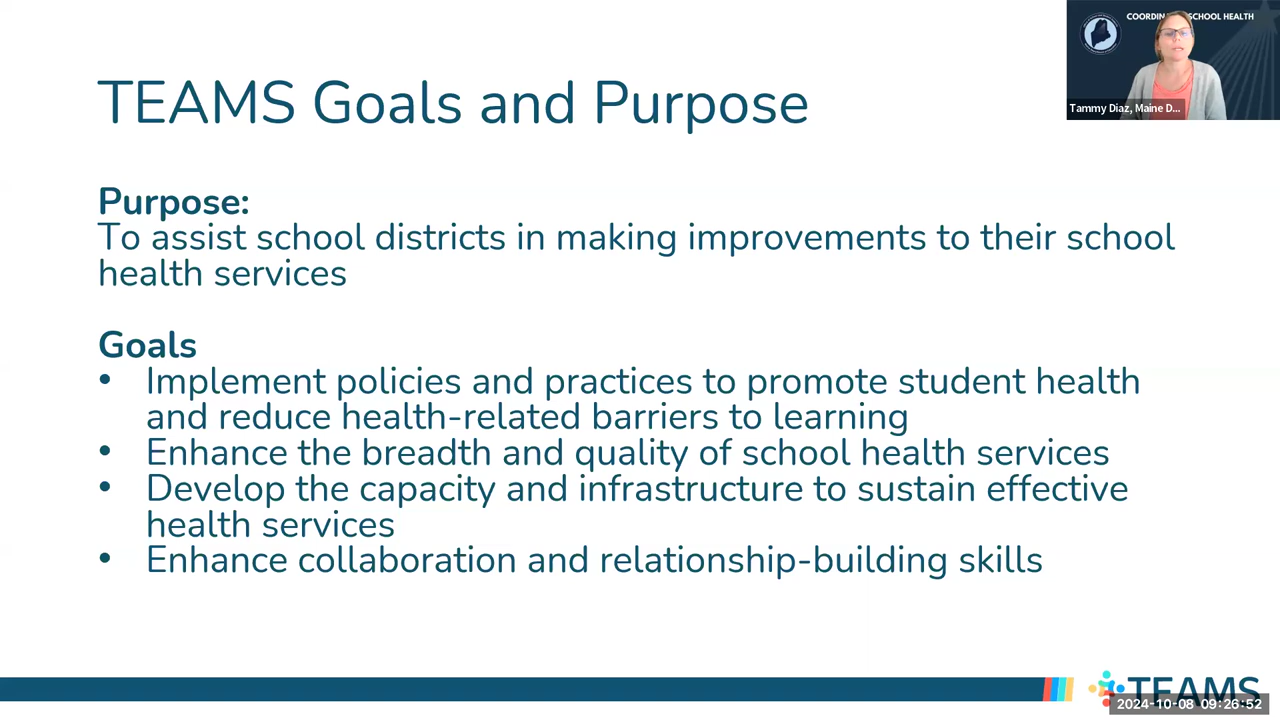 COORDIN SCHOOL HEALTH
Tammy Diaz, Maine D...
TEAMS Goals and Purpose
Purpose:
To assist school districts in making improvements to their school
health services
Goals
• Implement policies and practices to promote student health
and reduce health-related barriers to learning
• Enhance the breadth and quality of school health services
• Develop the capacity and infrastructure to sustain effective
health services
• Enhance collaboration and relationship-building skills
TEAMS
2024-10-08 09:26:52